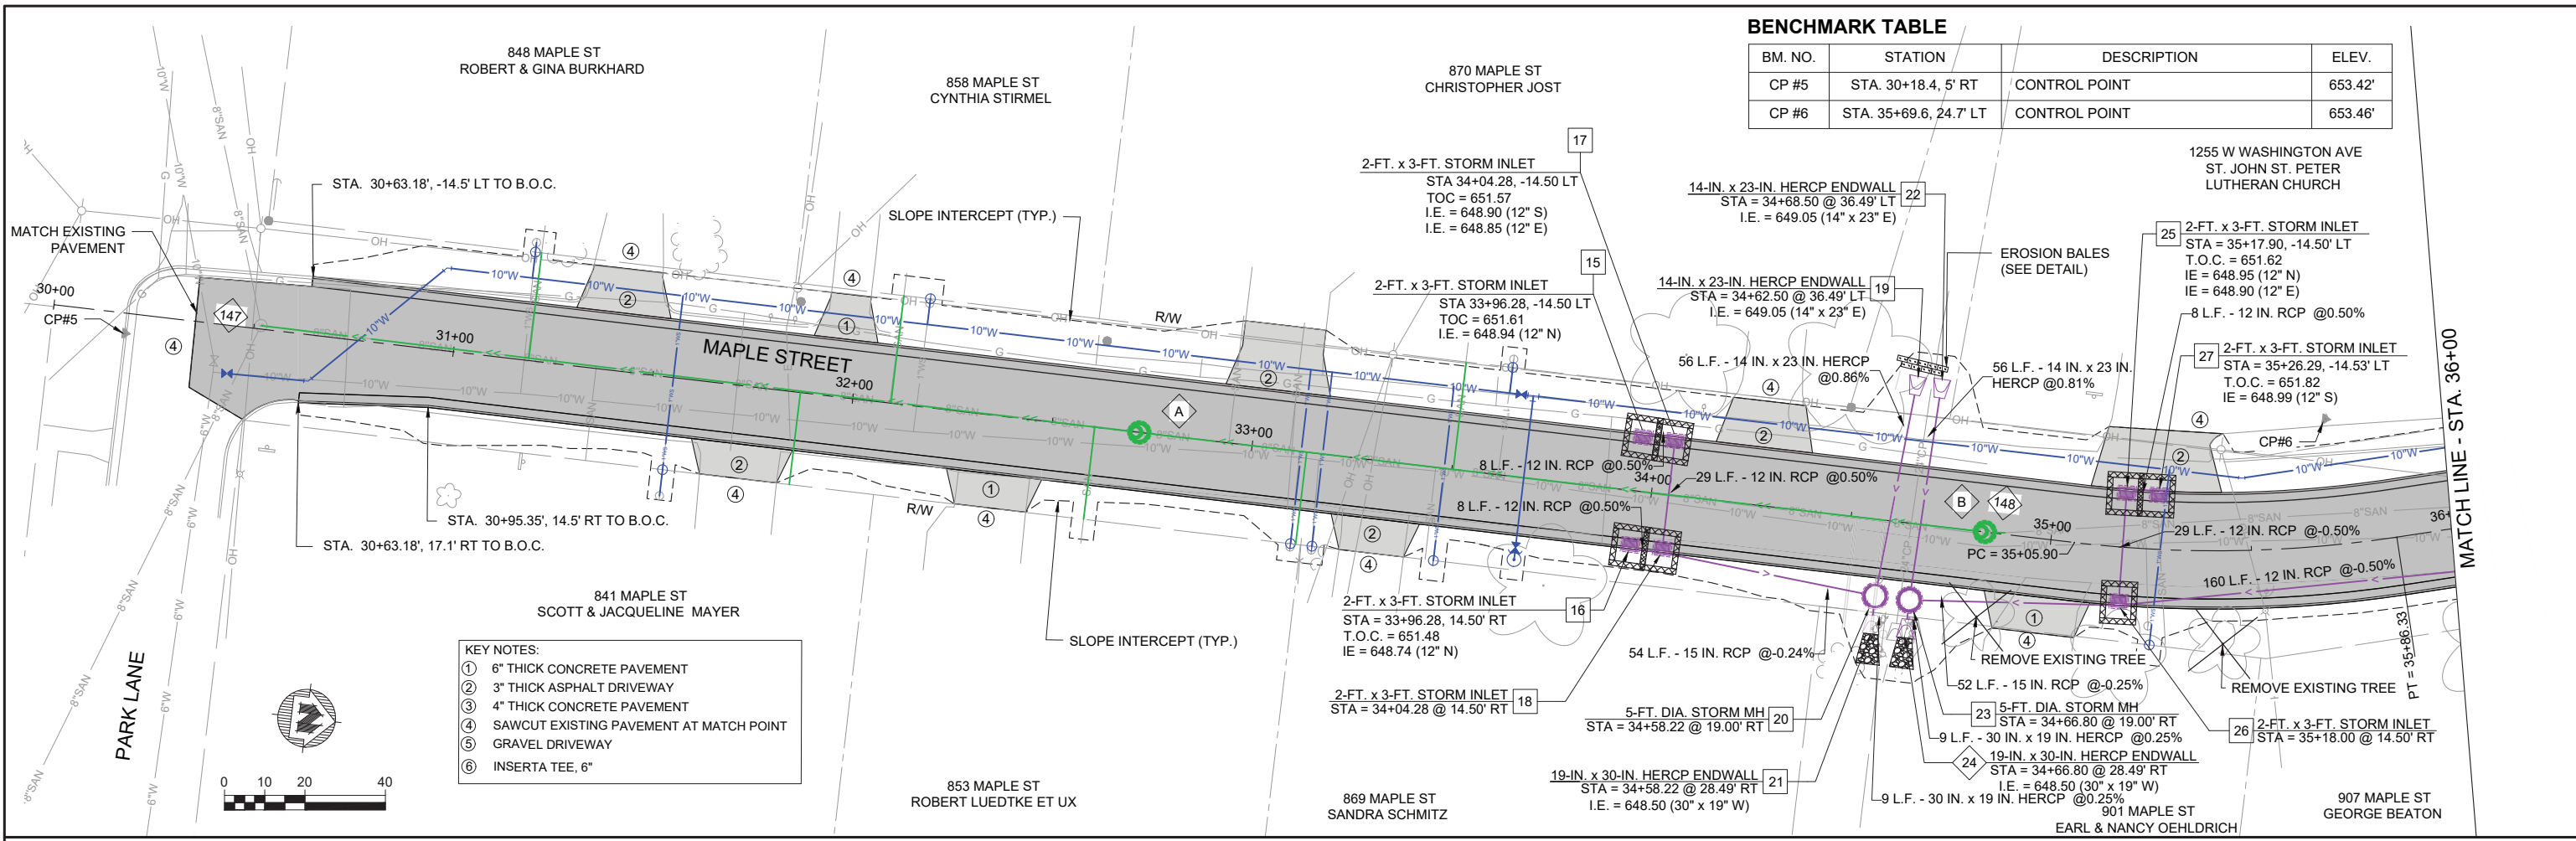 BENCHMARK TABLE
BM. NO. STATION DESCRIPTION ELEV.
CP #5 STA. 30+18.4, 5' RT CONTROL POINT 653.42'
CP #6 STA. 35+69.6, 24.7' LT CONTROL POINT 653.46'
848 MAPLE ST
ROBERT & GINA BURKHARD
858 MAPLE ST
CYNTHIA STIRMEL
870 MAPLE ST
CHRISTOPHER JOST
1255 W WASHINGTON AVE
ST. JOHN ST. PETER
LUTHERAN CHURCH
STA. 30+63.18', -14.5' LT TO B.O.C.
MATCH EXISTING
PAVEMENT
30+00
CP#5
147
SLOPE INTERCEPT (TYP.)
R/W
17
2-FT. x 3-FT. STORM INLET
STA 34+04.28, -14.50 LT
TOC = 651.57
I.E. = 648.90 (12" S)
I.E. = 648.85 (12" E)
15
2-FT. x 3-FT. STORM INLET
STA 33+96.28, -14.50 LT
TOC = 651.61
I.E. = 648.94 (12" N)
14-IN. x 23-IN. HERCP ENDWALL 22
STA = 34+68.50 @ 36.49' LT
I.E. = 649.05 (14" x 23" E)
14-IN. x 23-IN. HERCP ENDWALL 19
STA = 34+62.50 @ 36.49' LT
I.E. = 649.05 (14" x 23" E)
EROSION BALES
(SEE DETAIL)
56 L.F. - 14 IN. x 23 IN. HERCP
@0.86%
56 L.F. - 14 IN. x 23 IN.
HERCP @0.81%
25 2-FT. x 3-FT. STORM INLET
STA = 35+17.90, -14.50' LT
T.O.C. = 651.62
IE = 648.95 (12" N)
IE = 648.90 (12" E)
8 L.F. - 12 IN. RCP @0.50%
27 2-FT. x 3-FT. STORM INLET
STA = 35+26.29, -14.53' LT
T.O.C. = 651.82
IE = 648.99 (12" S)
CP#6
MATCH LINE - STA. 36+00
31+00
MAPLE STREET
32+00
A
33+00
8 L.F. - 12 IN. RCP @0.50%
34+00
29 L.F. - 12 IN. RCP @0.50%
8 L.F. - 12 IN. RCP @0.50%
B
148
35+00
PC = 35+05.90
29 L.F. - 12 IN. RCP @-0.50%
36+
160 L.F. - 12 IN. RCP @-0.50%
PT = 35+86.33
STA. 30+95.35', 14.5' RT TO B.O.C.
STA. 30+63.18', 17.1' RT TO B.O.C.
R/W
SLOPE INTERCEPT (TYP.)
841 MAPLE ST
SCOTT & JACQUELINE MAYER
PARK LANE
KEY NOTES:
1 6" THICK CONCRETE PAVEMENT
2 3" THICK ASPHALT DRIVEWAY
3 4" THICK CONCRETE PAVEMENT
4 SAWCUT EXISTING PAVEMENT AT MATCH POINT
5 GRAVEL DRIVEWAY
6 INSERTA TEE, 6"
0 10 20 40
853 MAPLE ST
ROBERT LUEDTKE ET UX
2-FT. x 3-FT. STORM INLET 16
STA = 33+96.28, 14.50' RT
T.O.C. = 651.48
IE = 648.74 (12" N)
2-FT. x 3-FT. STORM INLET 18
STA = 34+04.28 @ 14.50' RT
54 L.F. - 15 IN. RCP @-0.24%
5-FT. DIA. STORM MH 20
STA = 34+58.22 @ 19.00' RT
19-IN. x 30-IN. HERCP ENDWALL 21
STA = 34+58.22 @ 28.49' RT
I.E. = 648.50 (30" x 19" W)
869 MAPLE ST
SANDRA SCHMITZ
REMOVE EXISTING TREE
52 L.F. - 15 IN. RCP @-0.25%
23 5-FT. DIA. STORM MH
STA = 34+66.80 @ 19.00' RT
9 L.F. - 30 IN. x 19 IN. HERCP @0.25%
24 19-IN. x 30-IN. HERCP ENDWALL
STA = 34+66.80 @ 28.49' RT
I.E. = 648.50 (30" x 19" W)
9 L.F. - 30 IN. x 19 IN. HERCP @0.25%
REMOVE EXISTING TREE
26 2-FT. x 3-FT. STORM INLET
STA = 35+18.00 @ 14.50' RT
901 MAPLE ST
EARL & NANCY OEHLDRICH
907 MAPLE ST
GEORGE BEATON